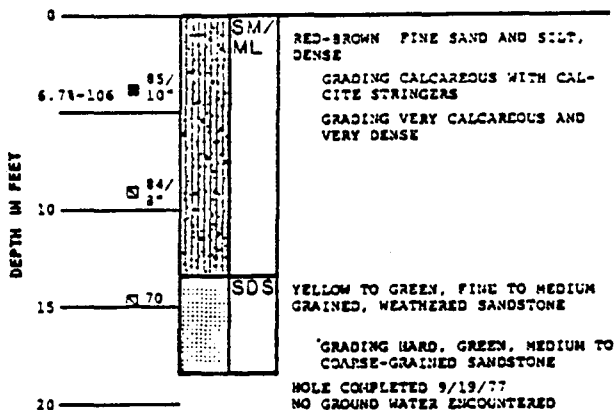 0
SM/
ML
RED-BROWN FINE SAND AND SILT,
DENSE
GRADING CALCAREOUS WITH CAL-
CITE STRINGERS
GRADING VERY CALCAREOUS AND
VERY DENSE
85/
10"
6.7%-106
84/
10
DEPTH IN FEET
SDS
YELLOW TO GREEN, FINE TO MEDIUM
GRAINED, WEATHERED SANDSTONE
15
70
GRADING HARD, GREEN, MEDIUM TO
COARSE-GRAINED SANDSTONE
HOLE COMPLETED 9/19/77
NO GROUND WATER ENCOUNTERED
20